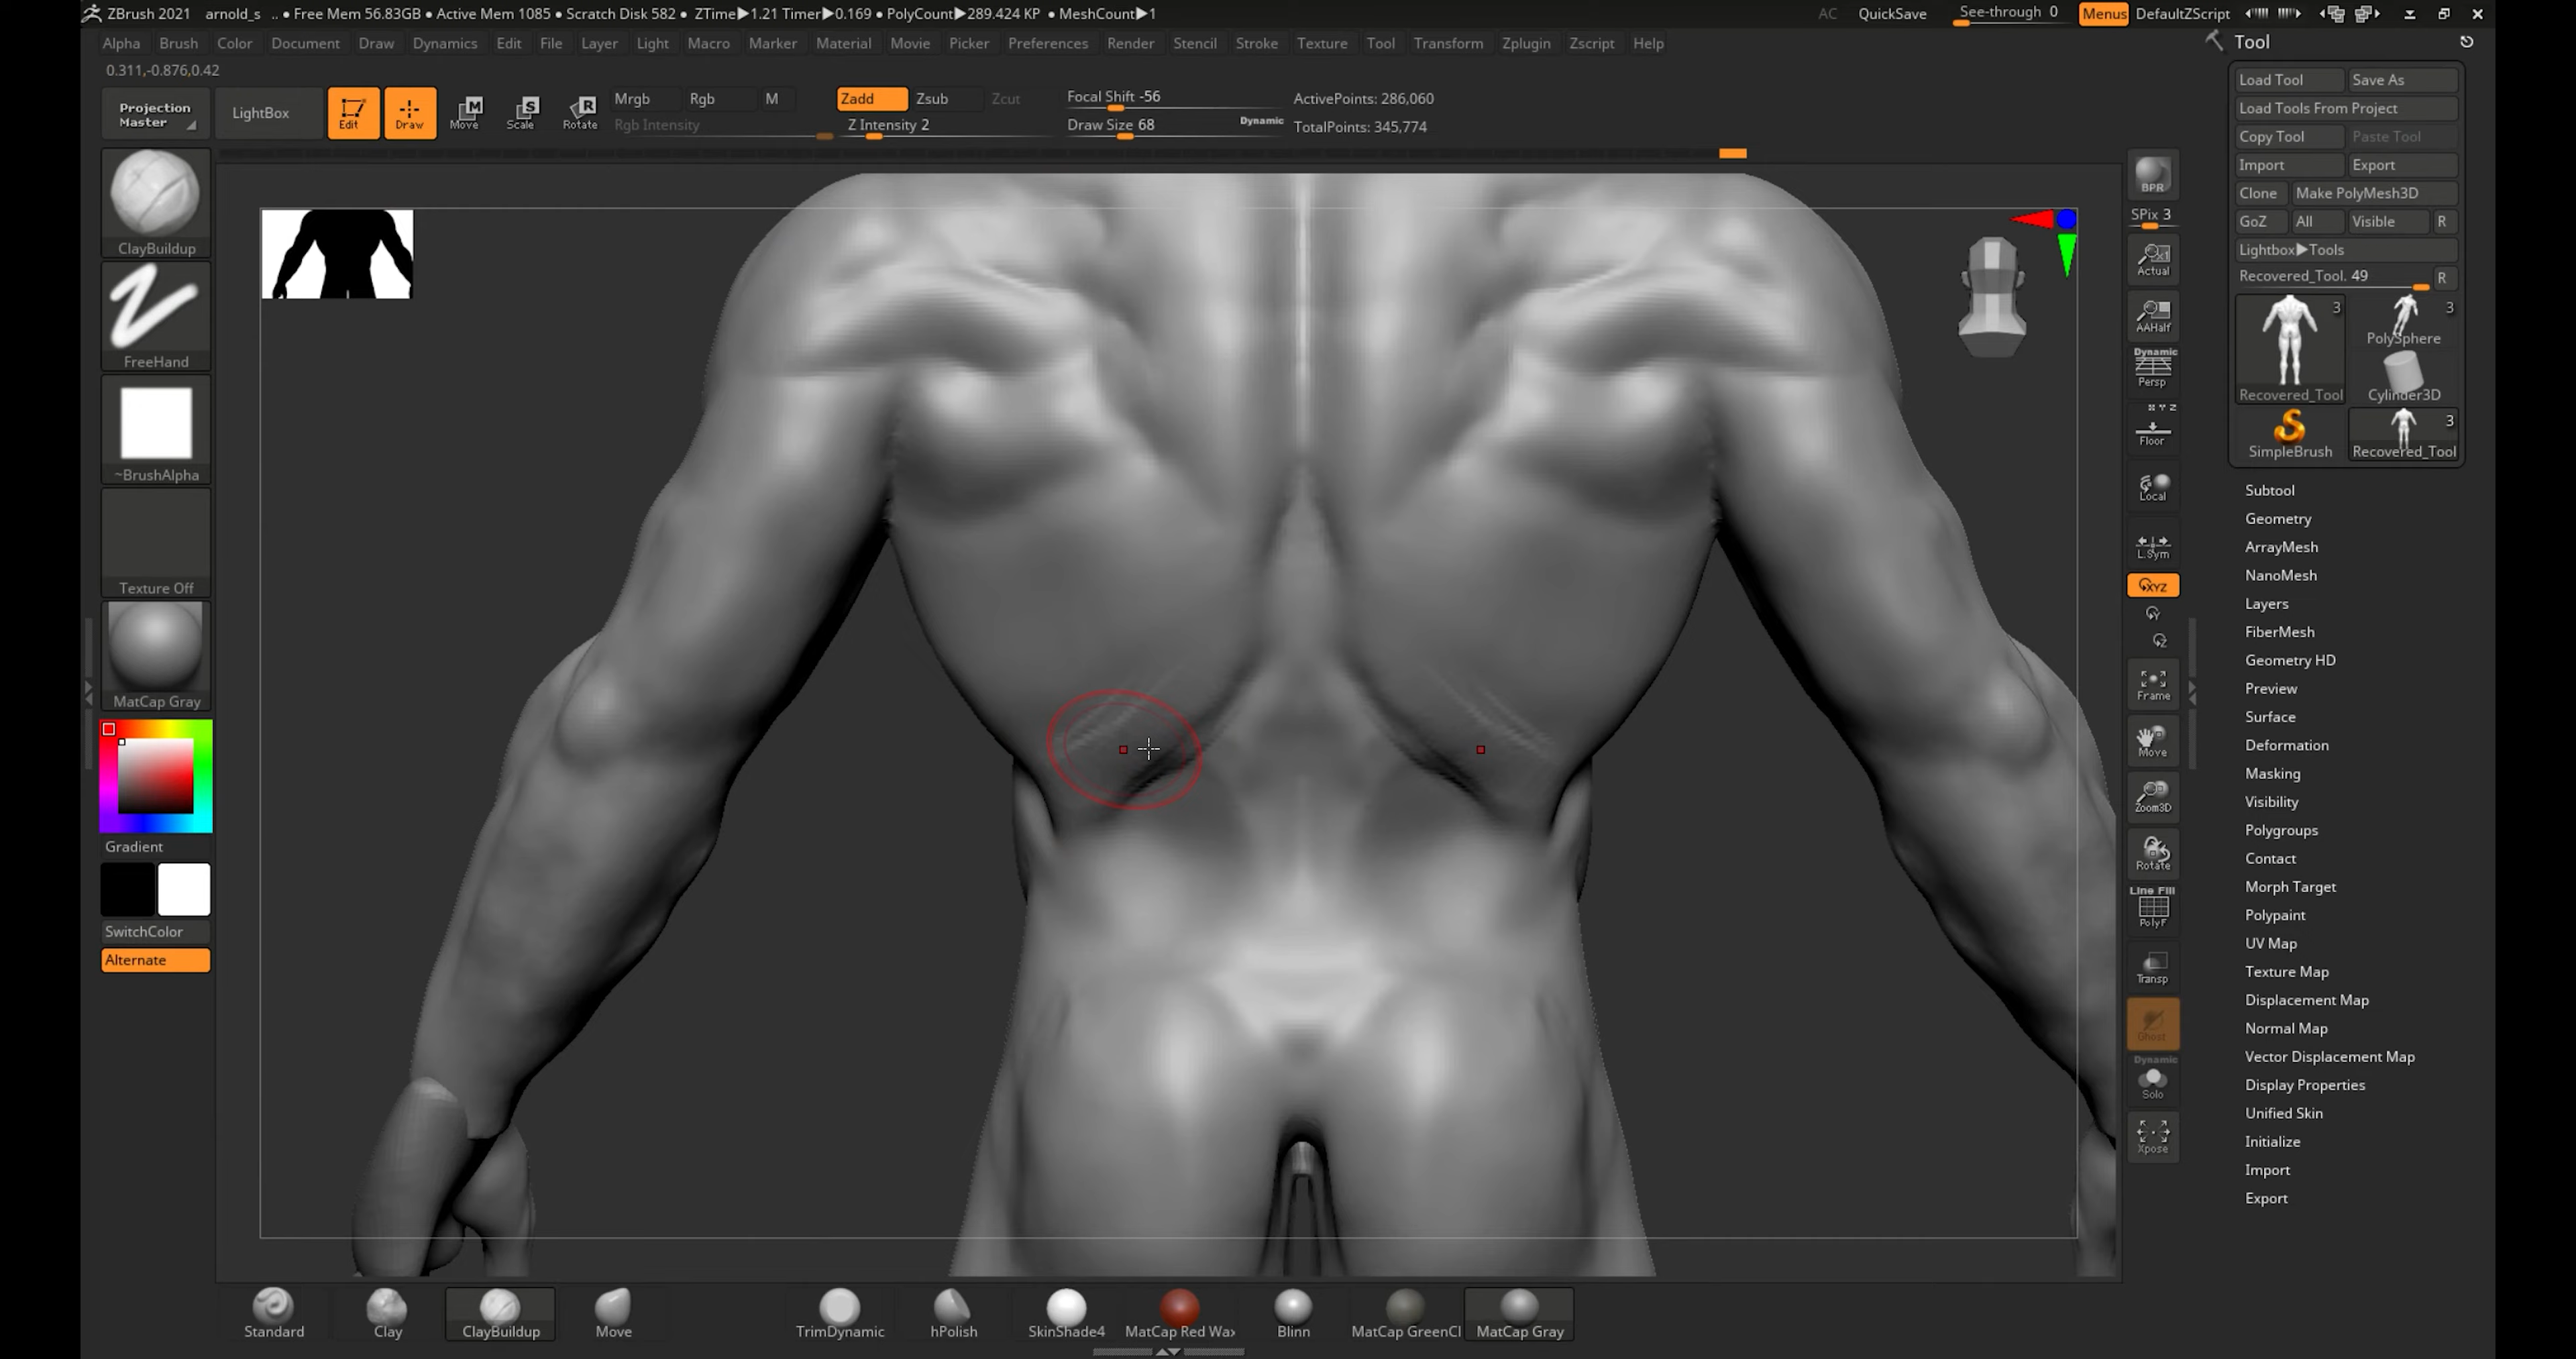 ZBrush 2021 arnold_s .. • Free Mem 56.83GB • Active Mem 1085 • Scratch Disk 582 • ZTime▶1.21 Timer▶0.169 • PolyCount▶289.424 KP • MeshCount▶1
AC QuickSave See-through 0 Menus DefaultZScript
Alpha Brush Color Document Draw Dynamics Edit File Layer Light Macro Marker Material Movie Picker Preferences Render Stencil Stroke Texture Tool Transform Zplugin Zscript Help
Tool
0.311,-0.876,0.42
Projection
Master
LightBox
Edit
Draw
M
Move
S
Scale
R
Rotate
Mrgb Rgb M
Rgb Intensity
Zadd Zsub Zcut
Z Intensity 2
Focal Shift -56
Draw Size 68
Dynamic
ActivePoints: 286,060
TotalPoints: 345,774
ClayBuildup
FreeHand
~BrushAlpha
Texture Off
MatCap Gray
Gradient
SwitchColor
Alternate
BPR
SPix 3
Actual
AAHalf
Dynamic
Persp
X Y Z
Floor
Local
L.Sym
XYZ
Y
Z
Frame
Move
Zoom3D
Rotate
Line Fill
PolyF
Transp
Ghost
Dynamic
Solo
Xpose
Load Tool Save As
Load Tools From Project
Copy Tool Paste Tool
Import Export
Clone Make PolyMesh3D
GoZ All Visible R
Lightbox▶Tools
Recovered_Tool. 49 R
3 3
PolySphere
Recovered_Tool Cylinder3D
3
SimpleBrush Recovered_Tool
Subtool
Geometry
ArrayMesh
NanoMesh
Layers
FiberMesh
Geometry HD
Preview
Surface
Deformation
Masking
Visibility
Polygroups
Contact
Morph Target
Polypaint
UV Map
Texture Map
Displacement Map
Normal Map
Vector Displacement Map
Display Properties
Unified Skin
Initialize
Import
Export
Standard Clay ClayBuildup Move TrimDynamic hPolish SkinShade4 MatCap Red Wax Blinn MatCap GreenCl MatCap Gray